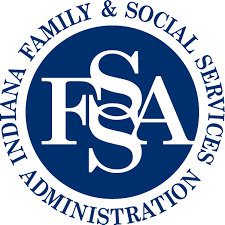 INDIANA FAMILY & SOCIAL SERVICES ADMINISTRATION
FSSA